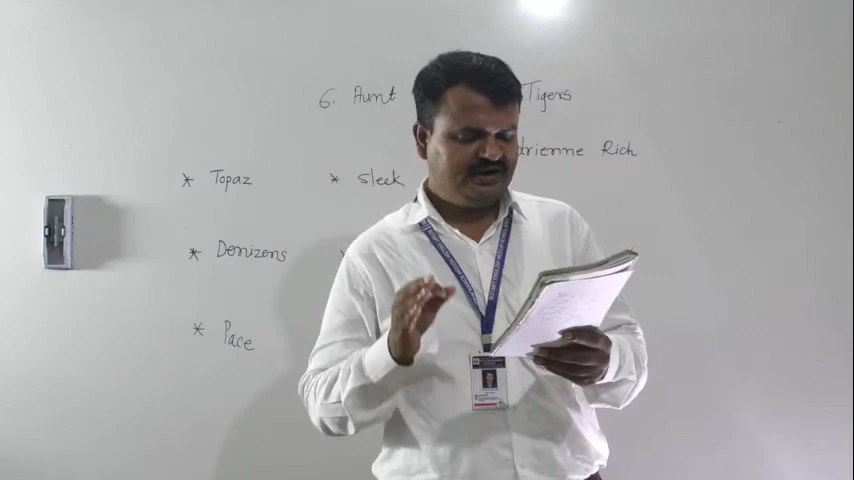 6. Aunt Tigers
drienne Rich
* Topaz * Sleek
* Denizens *
* Pace